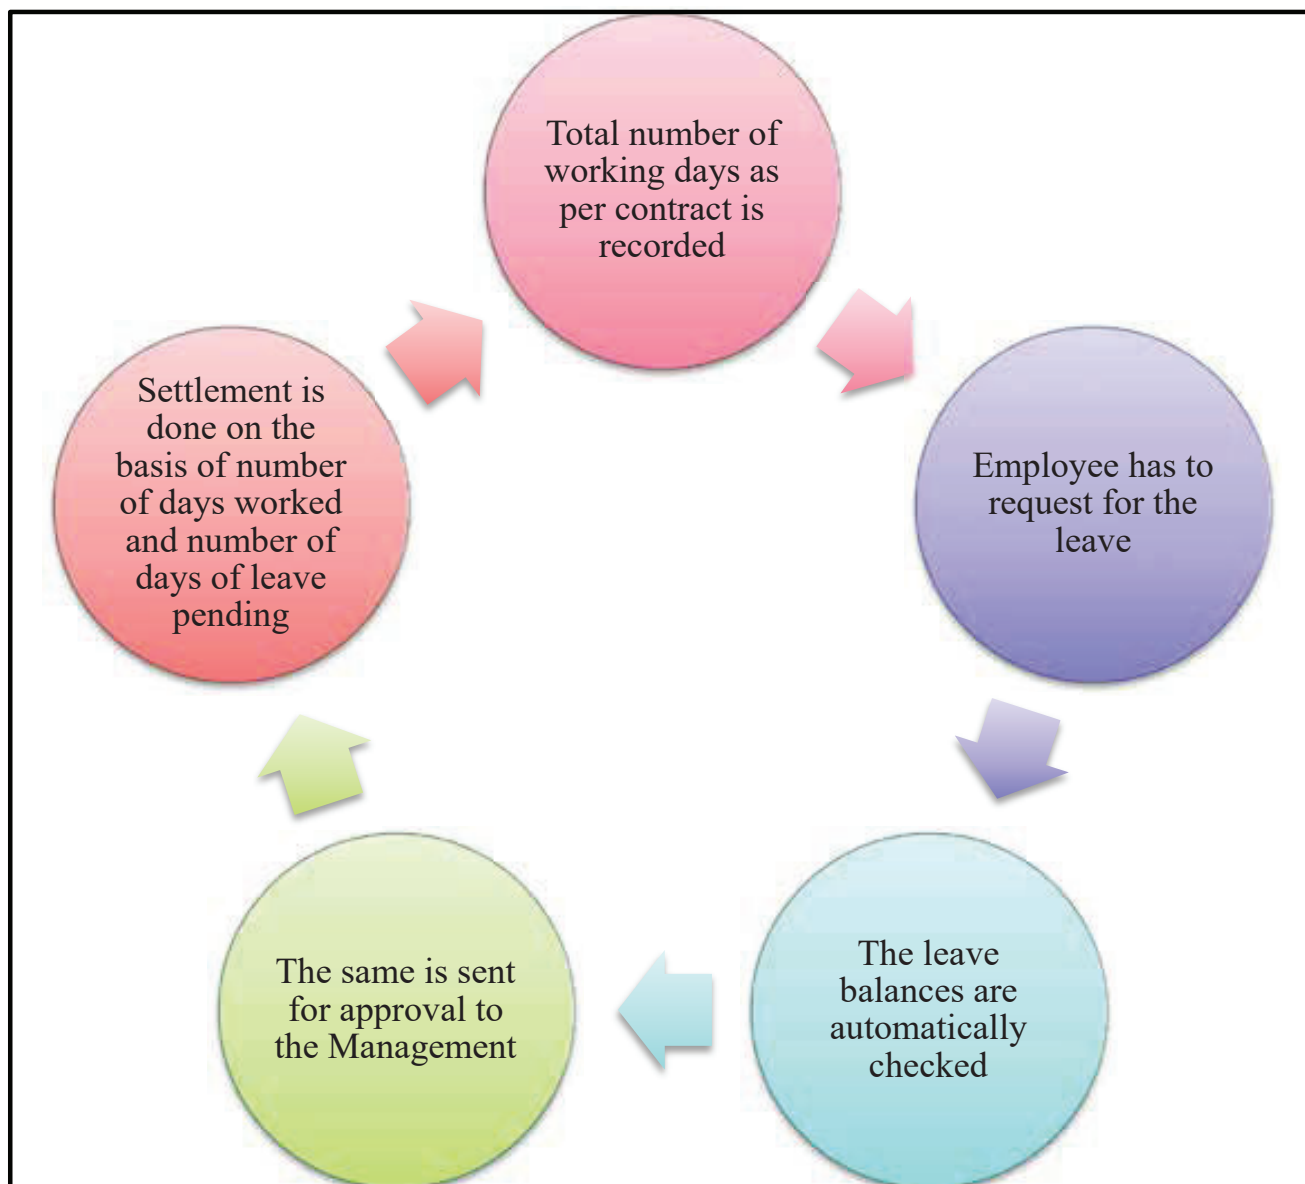 Total number of
working days as
per contract is
recorded
Employee has to
request for the
leave
The leave
balances are
automatically
checked
The same is sent
for approval to
the Management
Settlement is
done on the
basis of number
of days worked
and number of
days of leave
pending